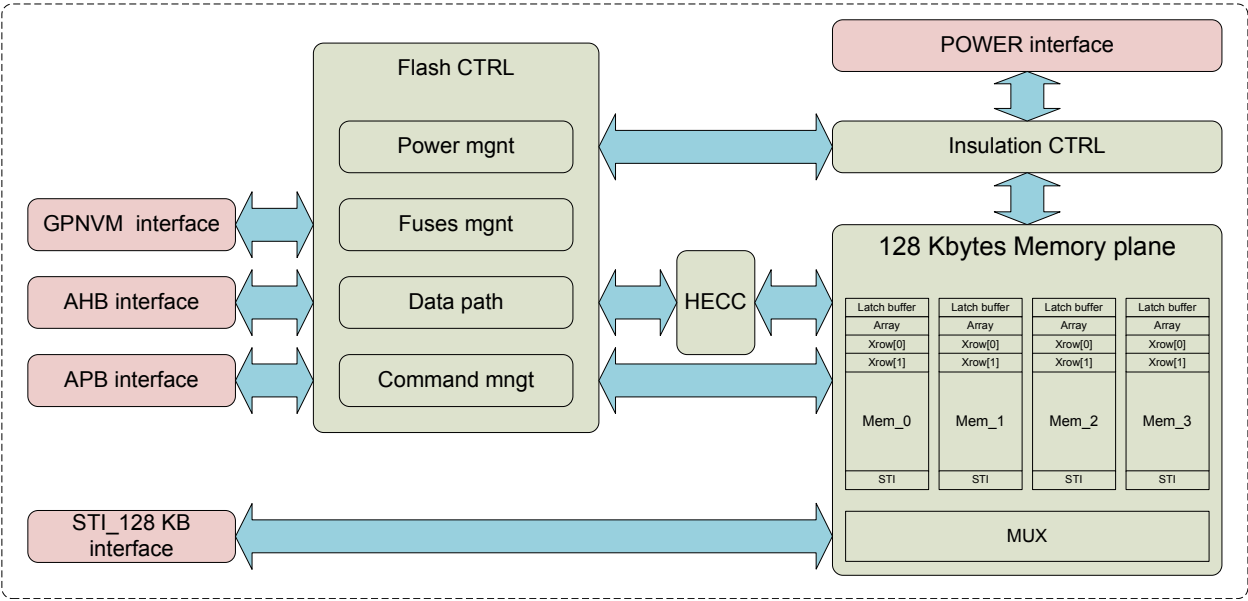 POWER interface
Flash CTRL
Power mgnt
Insulation CTRL
GPNVM interface
Fuses mgnt
128 Kbytes Memory plane
AHB interface
Data path
HECC
APB interface
Command mngt
Latch buffer
Array
Xrow[0]
Xrow[1]
Mem_0
STI
Latch buffer
Array
Xrow[0]
Xrow[1]
Mem_1
STI
Latch buffer
Array
Xrow[0]
Xrow[1]
Mem_2
STI
Latch buffer
Array
Xrow[0]
Xrow[1]
Mem_3
STI
STI_128 KB
interface
MUX